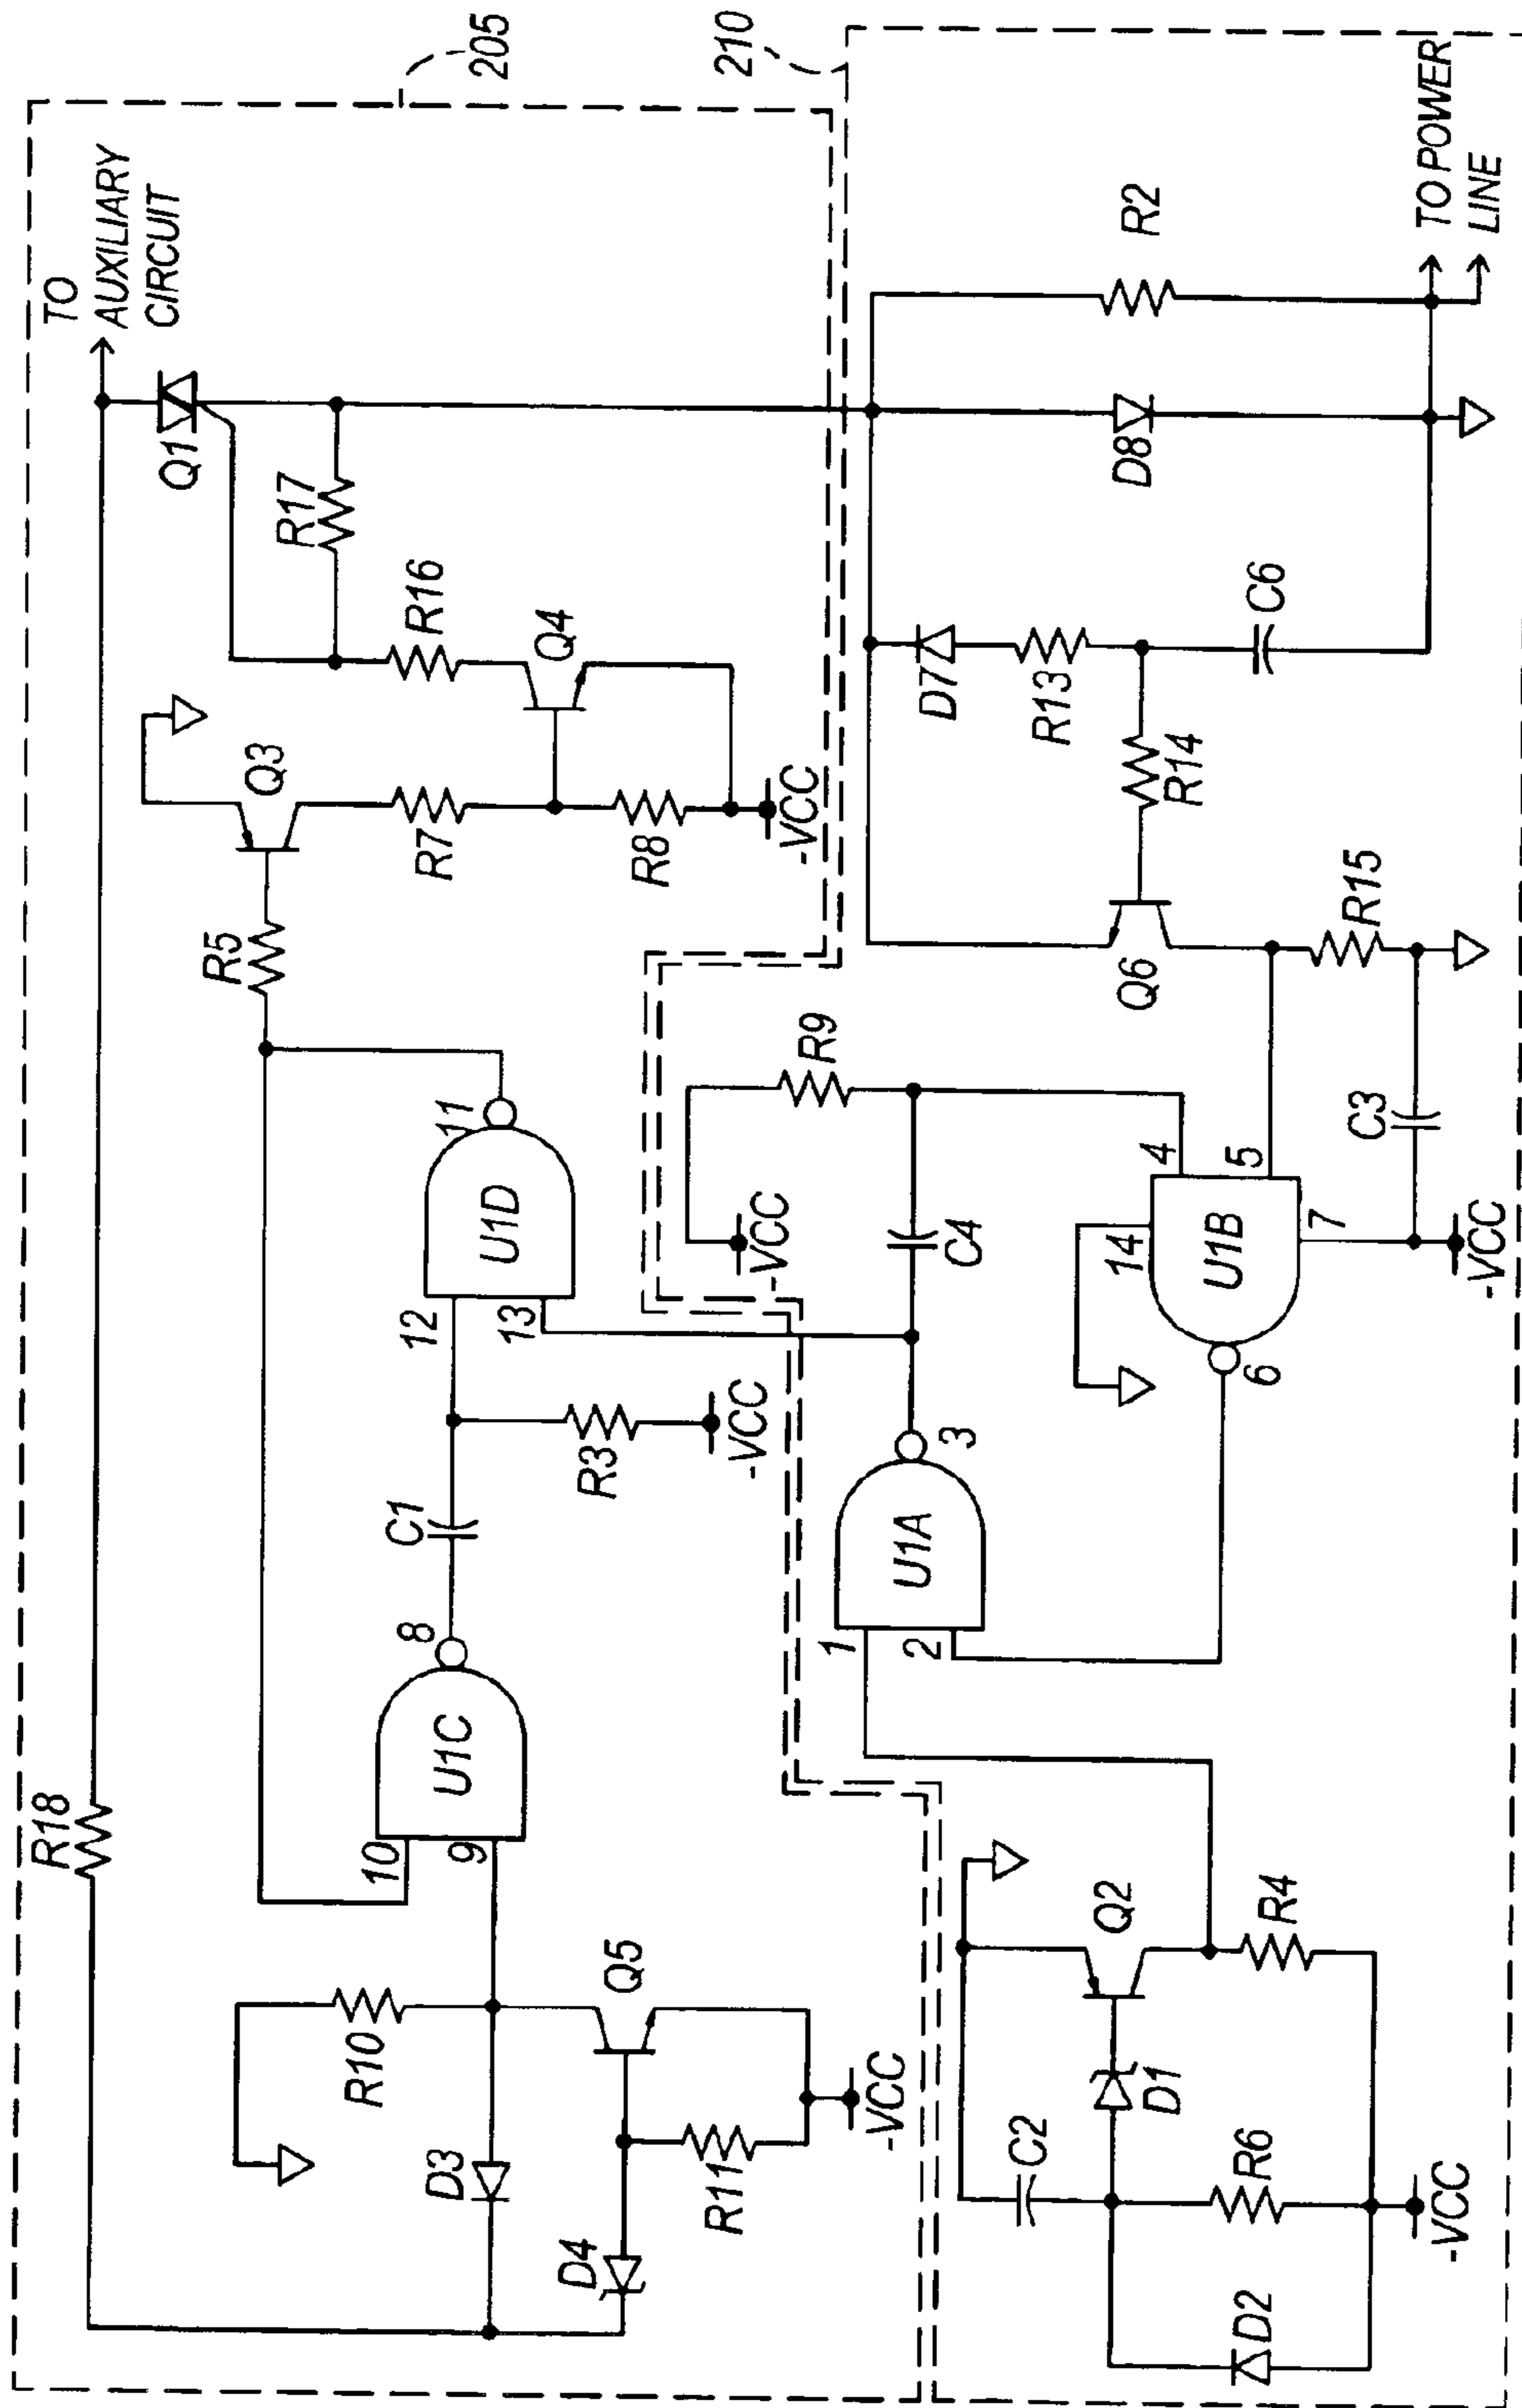 205
TO
AUXILIARY
CIRCUIT
R18
Q1
R17
R16
Q4
Q3
R7
R8
-VCC
R5
U1D
11
12
13
C1
R3
-VCC
U1C
8
10
9
R10
D3
Q5
D4
R11
-VCC
210
R2
TO POWER
LINE
D8
D7
R13
C6
R14
Q6
R15
R9
-VCC
C4
C3
4
5
14
7
U1B
6
-VCC
U1A
3
1
2
Q2
R4
C2
D1
R6
D2
-VCC